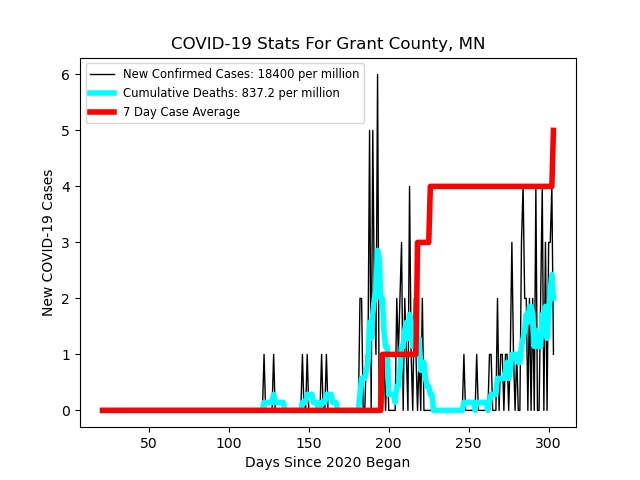 COVID-19 Stats For Grant County, MN
New Confirmed Cases: 18400 per million
Cumulative Deaths: 837.2 per million
7 Day Case Average
New COVID-19 Cases
6
5
4
3
2
1
0
50 100 150 200 250 300
Days Since 2020 Began